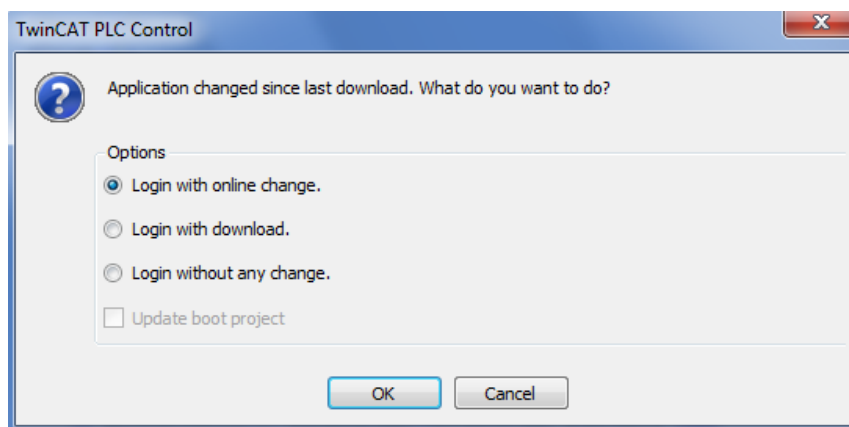 TwinCAT PLC Control
Application changed since last download. What do you want to do?
Options
Login with online change.
Login with download.
Login without any change.
Update boot project
OK
Cancel